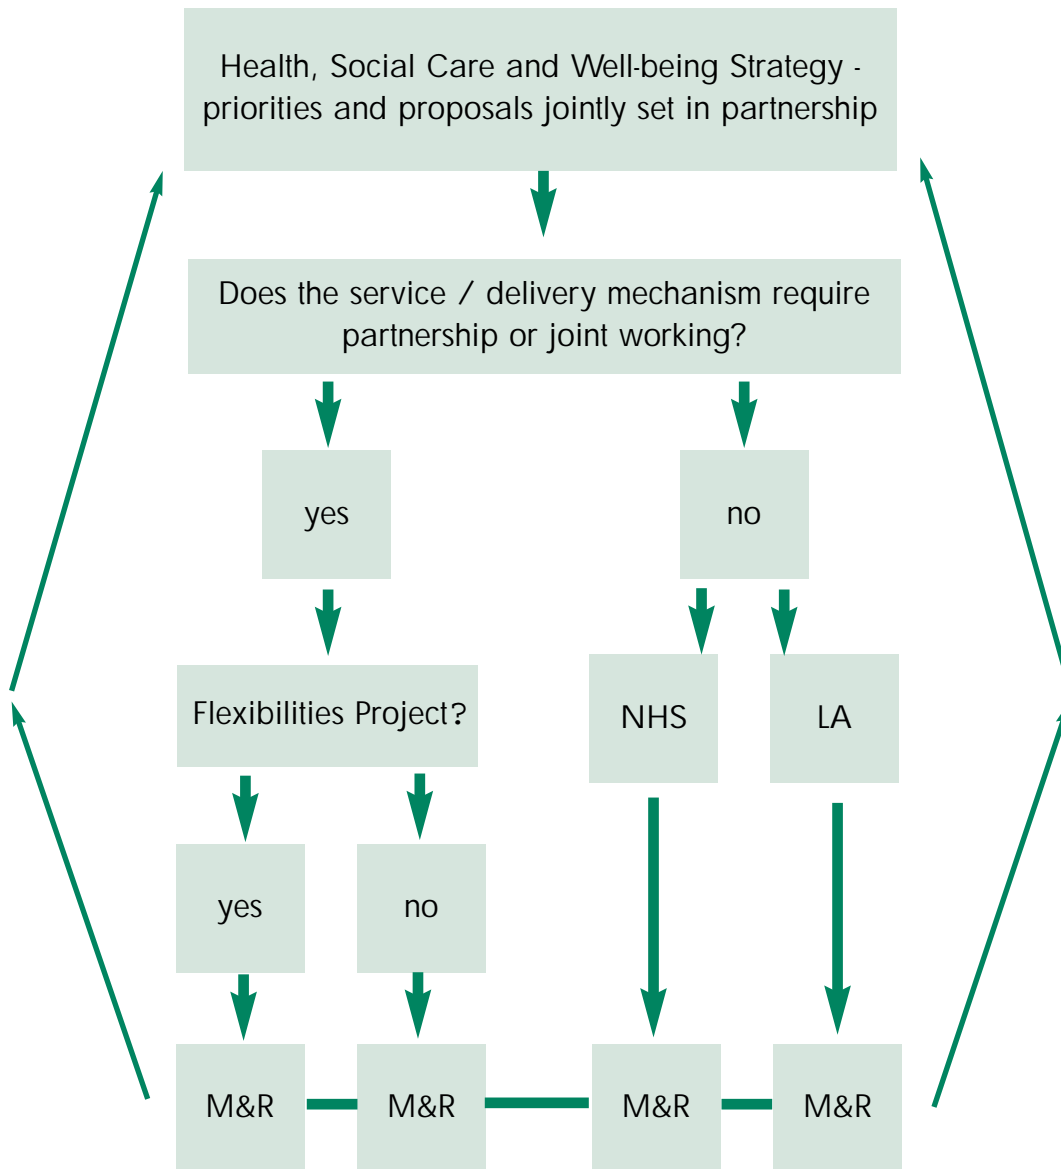 Health, Social Care and Well-being Strategy -
priorities and proposals jointly set in partnership
Does the service / delivery mechanism require
partnership or joint working?
yes
no
Flexibilities Project?
NHS
LA
yes
no
M&R
M&R
M&R
M&R